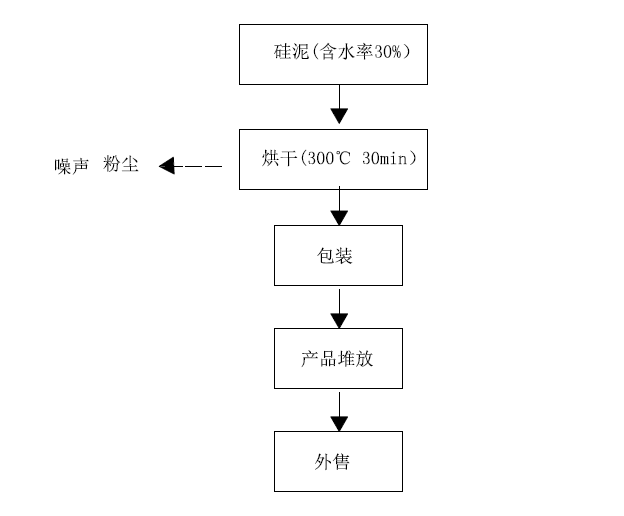 硅泥(含水率30%)
烘干(300℃ 30min)
噪声 粉尘
包装
产品堆放
外售